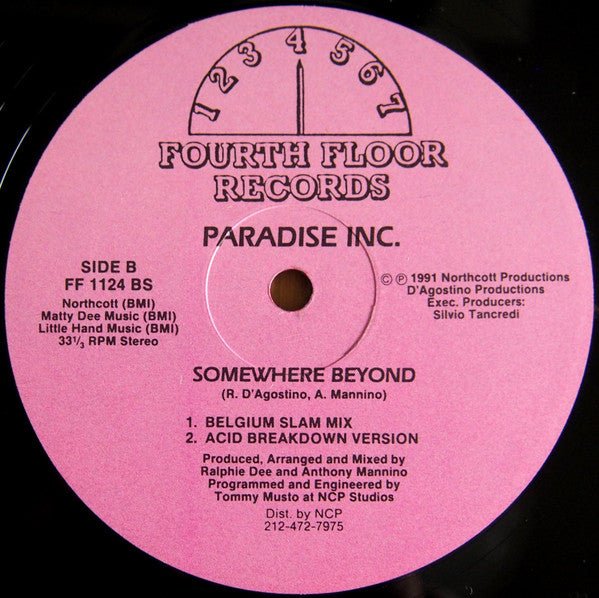 1 2 3 4 5 6 7
FOURTH FLOOR
RECORDS
PARADISE INC.
SIDE B
FF 1124 BS
Northcott (BMI)
Matty Dee Music (BMI)
Little Hand Music (BMI)
33⅓ RPM Stereo
© ℗ 1991 Northcott Productions
D'Agostino Productions
Exec. Producers:
Silvio Tancredi
SOMEWHERE BEYOND
(R. D'Agostino, A. Mannino)
1. BELGIUM SLAM MIX
2. ACID BREAKDOWN VERSION
Produced, Arranged and Mixed by
Ralphie Dee and Anthony Mannino
Programmed and Engineered by
Tommy Musto at NCP Studios
Dist. by NCP
212-472-7975